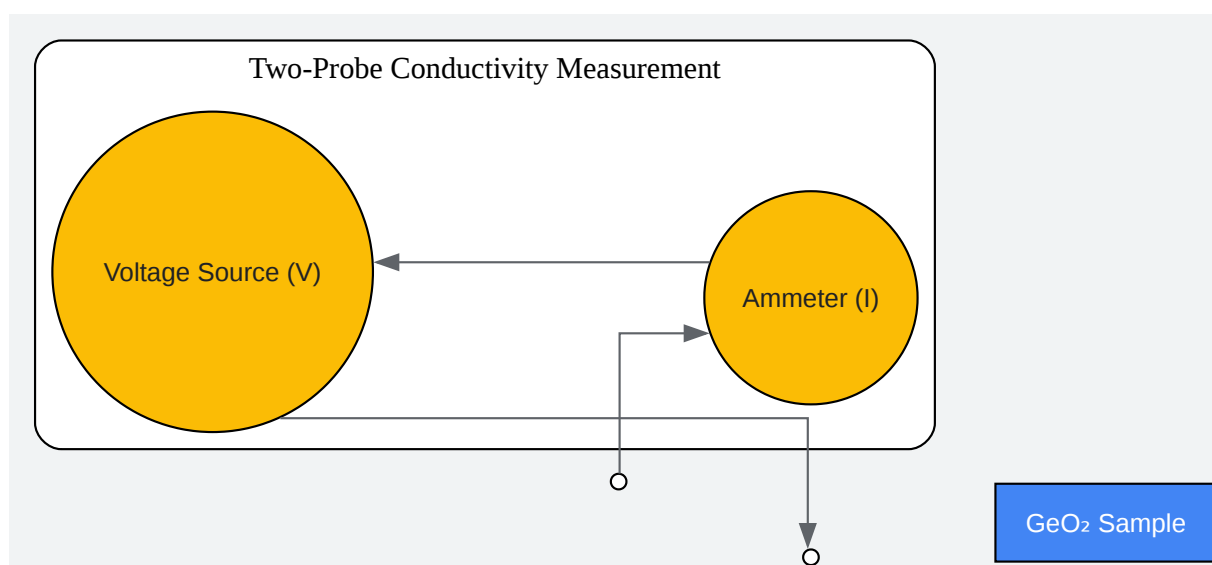 Two-Probe Conductivity Measurement
Voltage Source (V)
Ammeter (I)
GeO₂ Sample